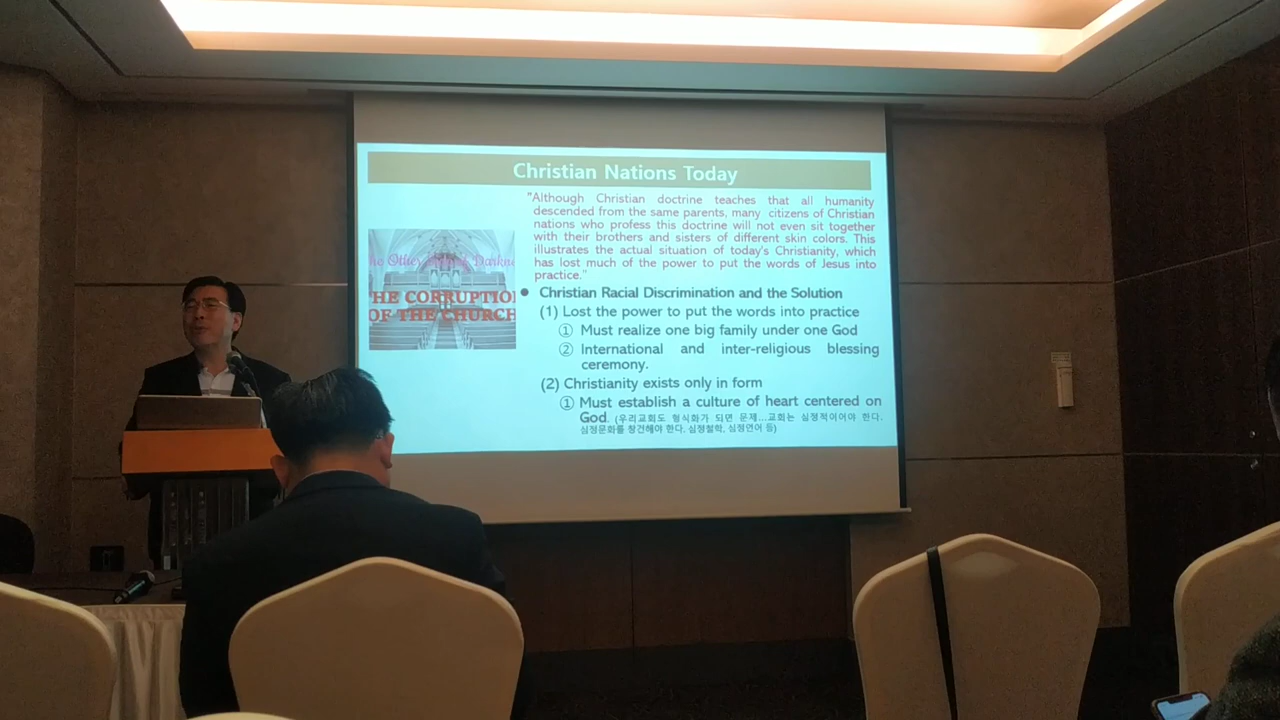 Christian Nations Today
"Although Christian doctrine teaches that all humanity
descended from the same parents, many citizens of Christian
nations who profess this doctrine will not even sit together
with their brothers and sisters of different skin colors. This
illustrates the actual situation of today's Christianity, which
has lost much of the power to put the words of Jesus into
practice."
he Other Darkn
HE CORRUPTIO
OF THE CHURCH
● Christian Racial Discrimination and the Solution
(1) Lost the power to put the words into practice
① Must realize one big family under one God
② International and inter-religious blessing
ceremony.
(2) Christianity exists only in form
① Must establish a culture of heart centered on
God. (우리교회도 형식화가 되면 문제...교회는 심정적이어야 한다.
심정문화를 창건해야 한다. 심정철학, 심정언어 등)